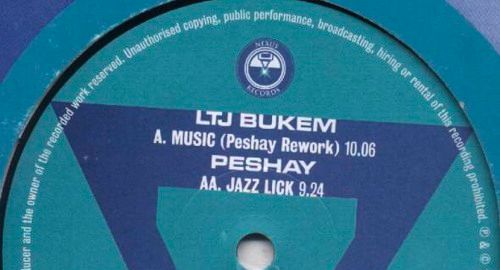 ucer and the owner of the recorded work reserved. Unauthorised copying, public performance, broadcasting, hiring or rental of this recording prohibited. ℗ & ©
NEXUS
RECORDS
LTJ BUKEM
A. MUSIC (Peshay Rework) 10.06
PESHAY
AA. JAZZ LICK 9.24